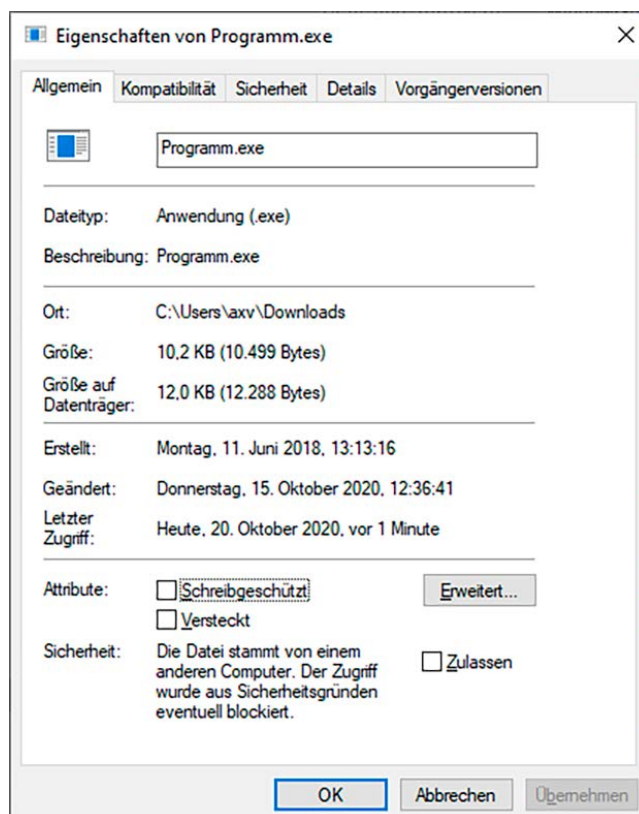 Eigenschaften von Programm.exe
Allgemein Kompatibilität Sicherheit Details Vorgängerversionen
Programm.exe
Dateityp: Anwendung (.exe)
Beschreibung: Programm.exe
Ort: C:\Users\axv\Downloads
Größe: 10,2 KB (10.499 Bytes)
Größe auf
Datenträger: 12,0 KB (12.288 Bytes)
Erstellt: Montag, 11. Juni 2018, 13:13:16
Geändert: Donnerstag, 15. Oktober 2020, 12:36:41
Letzter
Zugriff: Heute, 20. Oktober 2020, vor 1 Minute
Attribute: Schreibgeschützt Erweitert...
Versteckt
Sicherheit: Die Datei stammt von einem
anderen Computer. Der Zugriff
wurde aus Sicherheitsgründen
eventuell blockiert.
Zulassen
OK Abbrechen Übernehmen